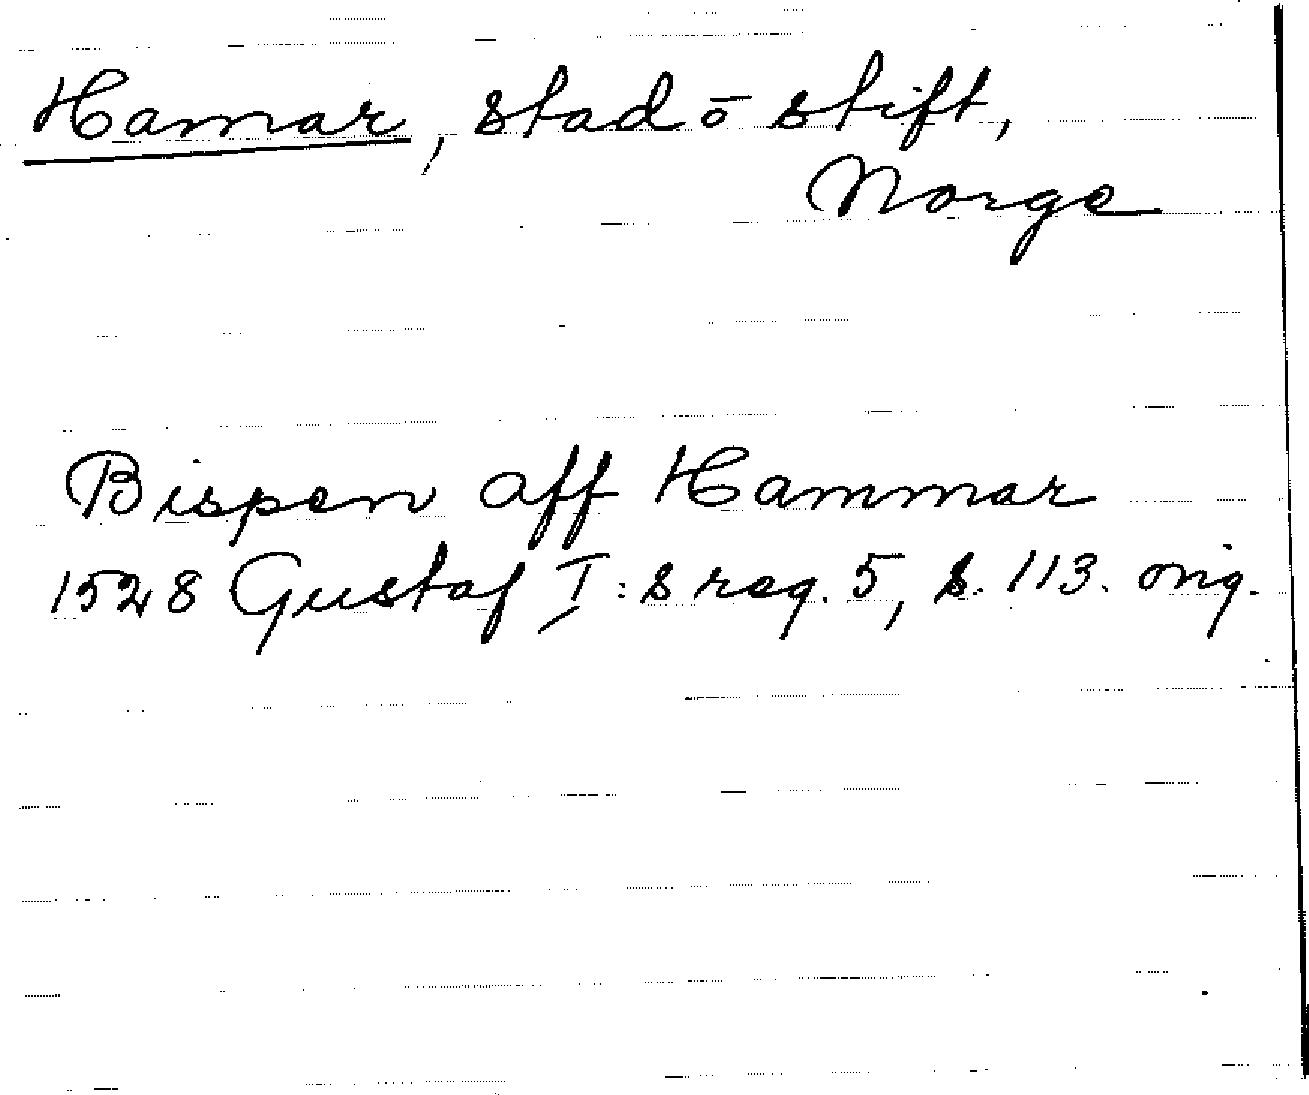 Hamar, stad ō stift,
Norge
Bispen aff Hammar
1528 Gustaf I:s reg. 5, s. 113. orig.